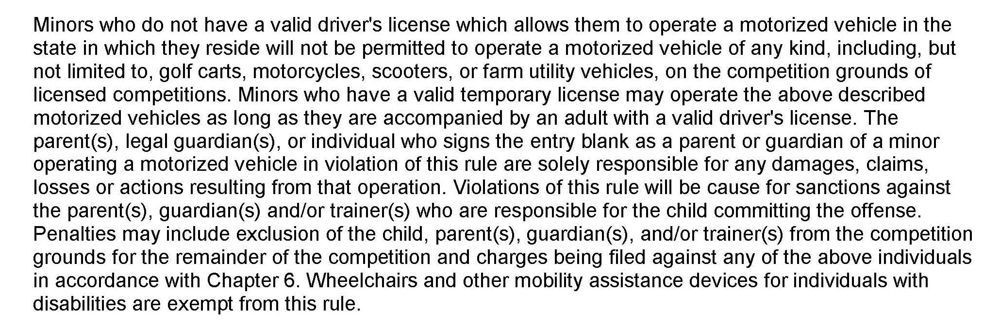 Minors who do not have a valid driver's license which allows them to operate a motorized vehicle in the
state in which they reside will not be permitted to operate a motorized vehicle of any kind, including, but
not limited to, golf carts, motorcycles, scooters, or farm utility vehicles, on the competition grounds of
licensed competitions. Minors who have a valid temporary license may operate the above described
motorized vehicles as long as they are accompanied by an adult with a valid driver's license. The
parent(s), legal guardian(s), or individual who signs the entry blank as a parent or guardian of a minor
operating a motorized vehicle in violation of this rule are solely responsible for any damages, claims,
losses or actions resulting from that operation. Violations of this rule will be cause for sanctions against
the parent(s), guardian(s) and/or trainer(s) who are responsible for the child committing the offense.
Penalties may include exclusion of the child, parent(s), guardian(s), and/or trainer(s) from the competition
grounds for the remainder of the competition and charges being filed against any of the above individuals
in accordance with Chapter 6. Wheelchairs and other mobility assistance devices for individuals with
disabilities are exempt from this rule.